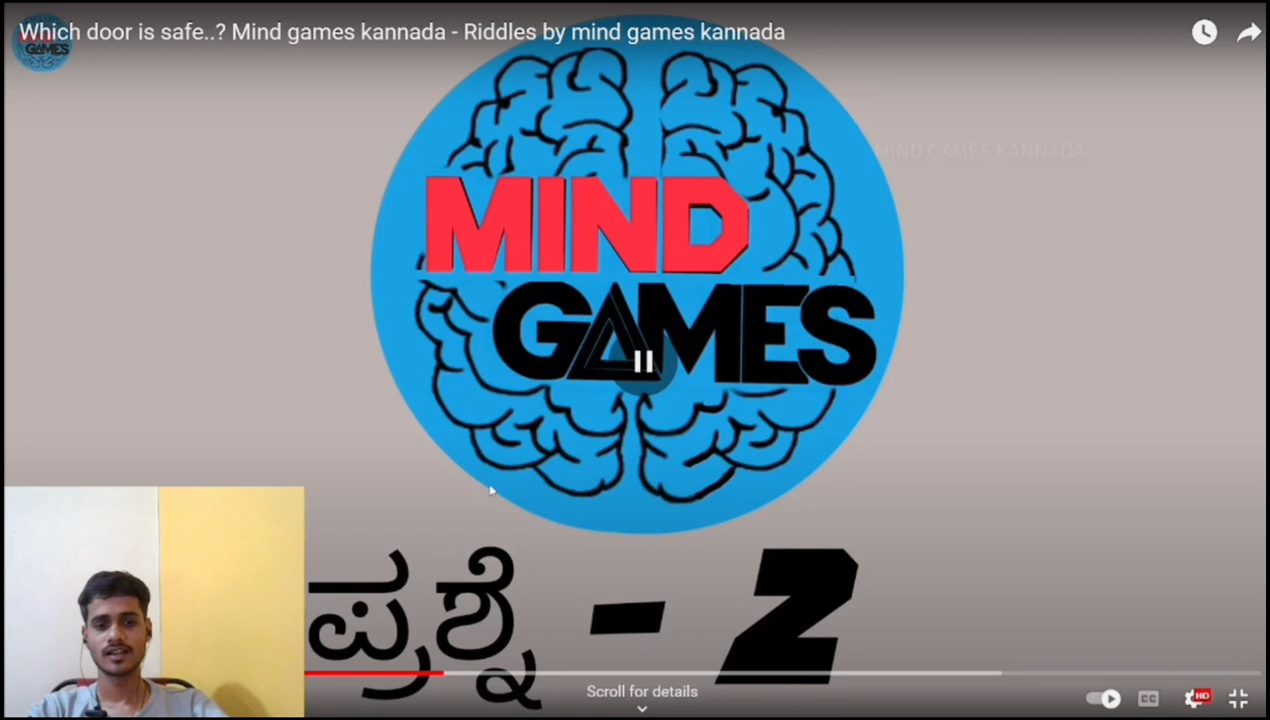 Which door is safe..? Mind games kannada - Riddles by mind games kannada
GAMES
MIND GAMES KANNADA
MIND
GAMES
ಪ್ರಶ್ನೆ - 2
Scroll for details
CC
HD